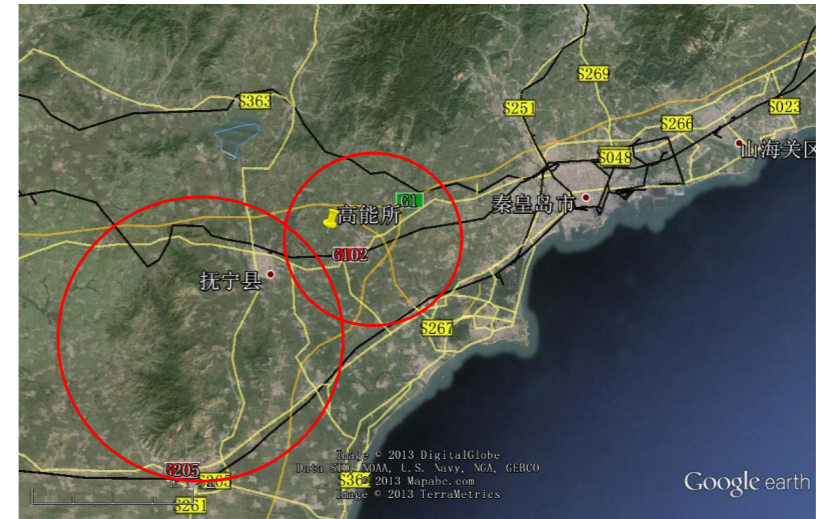 S269
S363
S251
S023
S266
S048
山海关区
G1
高能所
秦皇岛市
G102
抚宁县
S267
Image © 2013 DigitalGlobe
Data SIO, NOAA, U.S. Navy, NGA, GEBCO
© 2013 Mapabc.com
Image © 2013 TerraMetrics
G205
S265
S261
Google earth